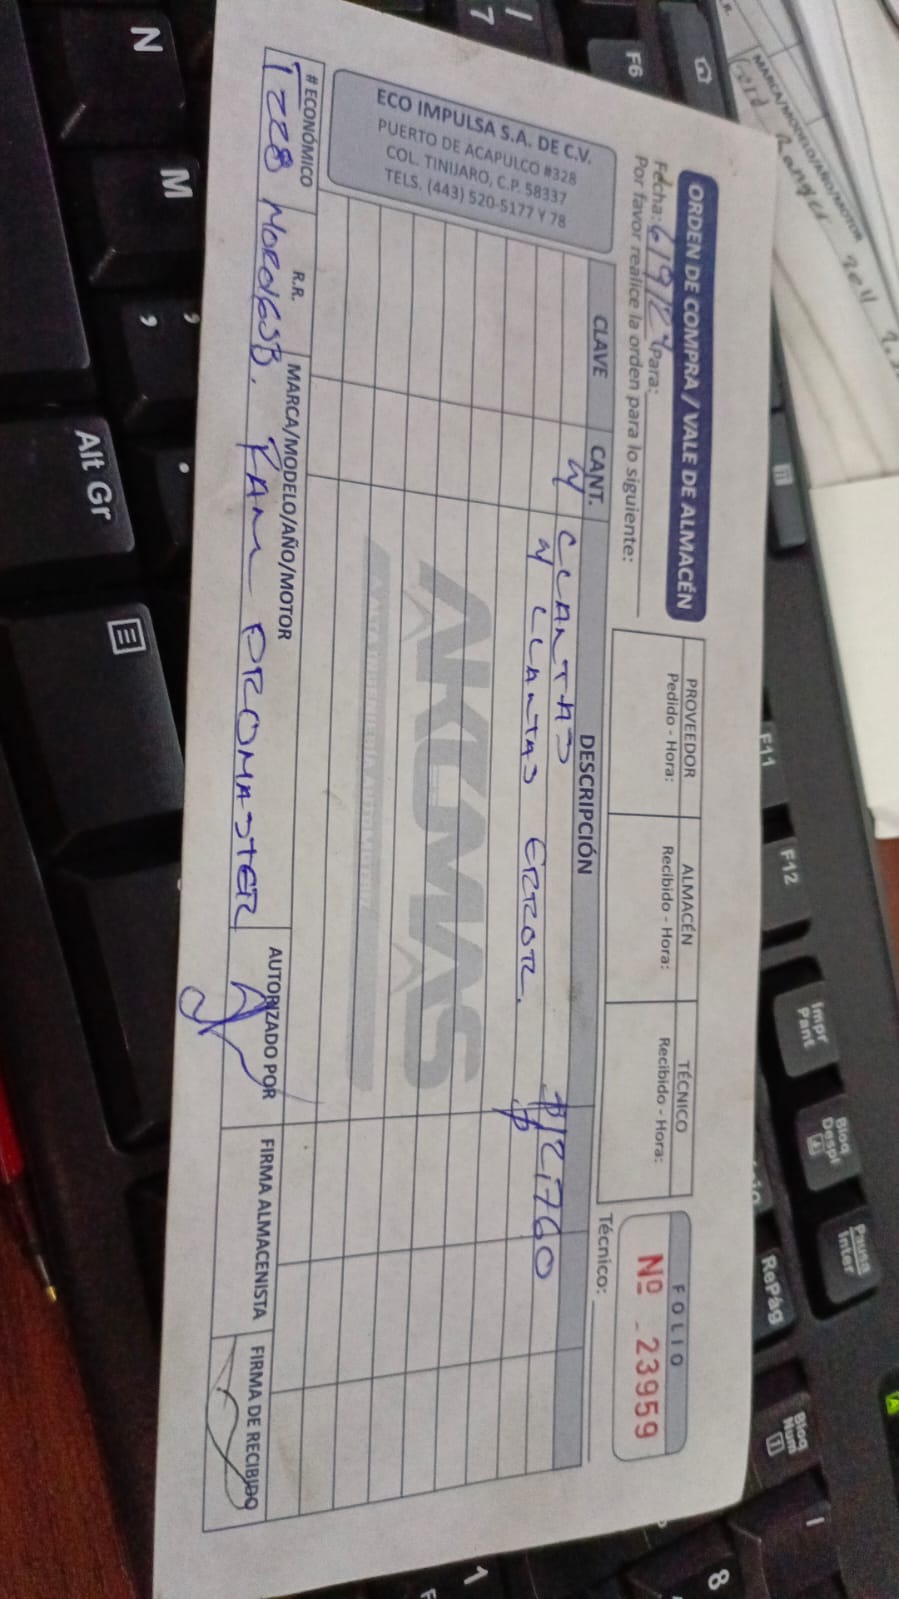 ORDEN DE COMPRA / VALE DE ALMACÉN
Fecha: 6/9/24 Para:
Por favor realice la orden para lo siguiente:
ECO IMPULSA S.A. DE C.V.
PUERTO DE ACAPULCO #328
COL. TINIJARO, C.P. 58337
TELS. (443) 520-5177 Y 78
PROVEEDOR
Pedido - Hora:
ALMACÉN
Recibido - Hora:
TÉCNICO
Recibido - Hora:
FOLIO
Nº 23959
Técnico:
CLAVE CANT. DESCRIPCIÓN
4 LLANTAS $12,760
4 LLANTAS ERROR.
AKUMAS
# ECONÓMICO R.R. MARCA/MODELO/AÑO/MOTOR AUTORIZADO POR FIRMA ALMACENISTA FIRMA DE RECIBIDO
1228 RAM PROMASTER
MARCA/MODELO/AÑO/MOTOR
Ranger 2011
N
M
Alt Gr
7
F6
F11
F12
Impr
Pant
Bloq
Despl
Pausa
Inter
RePág
Bloq
Num
1
8